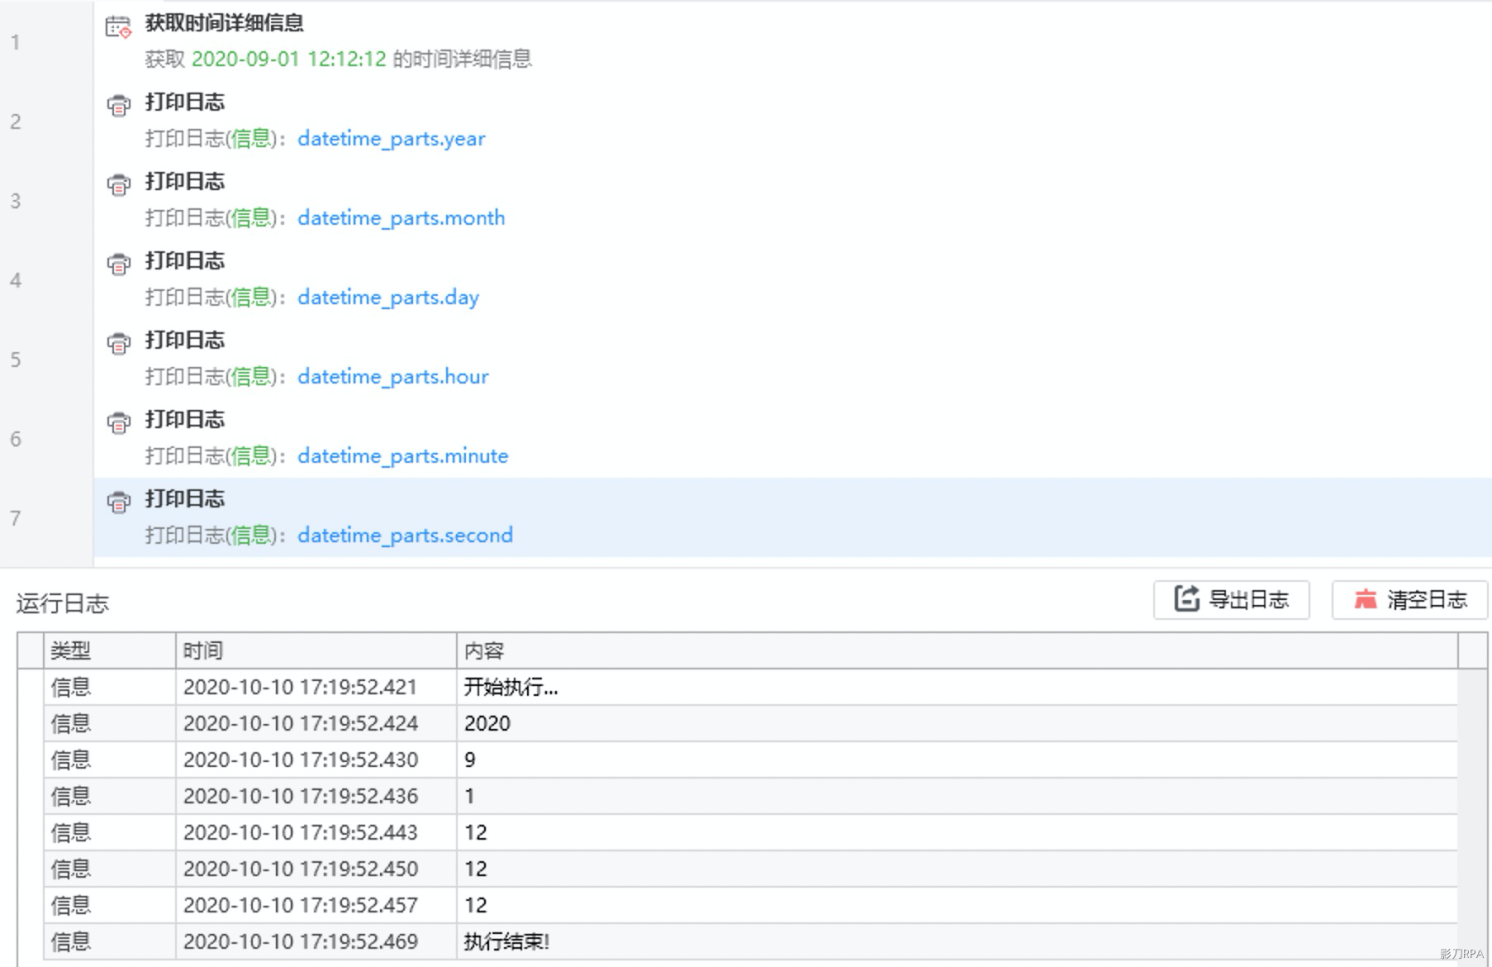 1
获取时间详细信息
获取 2020-09-01 12:12:12 的时间详细信息
2
打印日志
打印日志(信息)： datetime_parts.year
3
打印日志
打印日志(信息)： datetime_parts.month
4
打印日志
打印日志(信息)： datetime_parts.day
5
打印日志
打印日志(信息)： datetime_parts.hour
6
打印日志
打印日志(信息)： datetime_parts.minute
7
打印日志
打印日志(信息)： datetime_parts.second
运行日志 导出日志 清空日志
类型 时间 内容
信息 2020-10-10 17:19:52.421 开始执行...
信息 2020-10-10 17:19:52.424 2020
信息 2020-10-10 17:19:52.430 9
信息 2020-10-10 17:19:52.436 1
信息 2020-10-10 17:19:52.443 12
信息 2020-10-10 17:19:52.450 12
信息 2020-10-10 17:19:52.457 12
信息 2020-10-10 17:19:52.469 执行结束!
影刀RPA